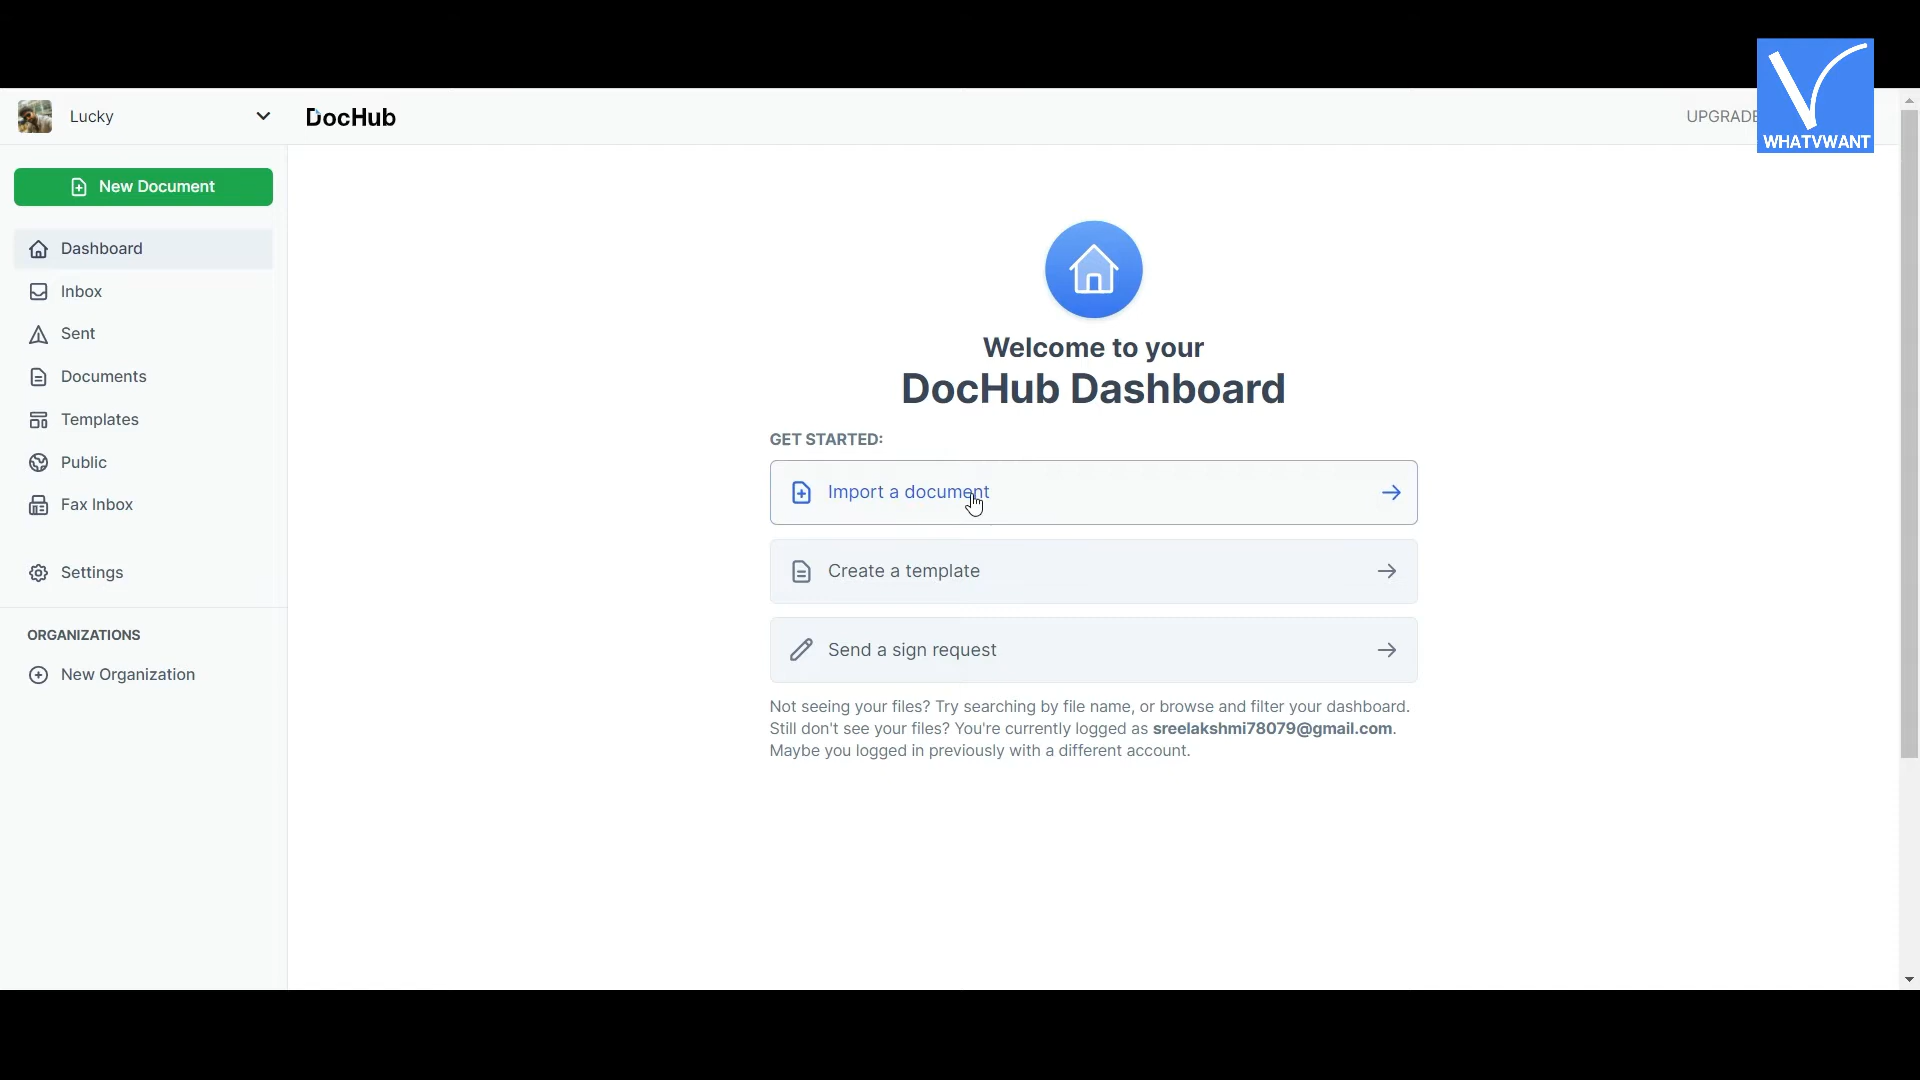 WHATVWANT
Lucky
DocHub
UPGRADE
New Document
Dashboard
Inbox
Sent
Documents
Templates
Public
Fax Inbox
Settings
ORGANIZATIONS
New Organization
Welcome to your
DocHub Dashboard
GET STARTED:
Import a document
Create a template
Send a sign request
Not seeing your files? Try searching by file name, or browse and filter your dashboard.
Still don't see your files? You're currently logged as sreelakshmi78079@gmail.com.
Maybe you logged in previously with a different account.